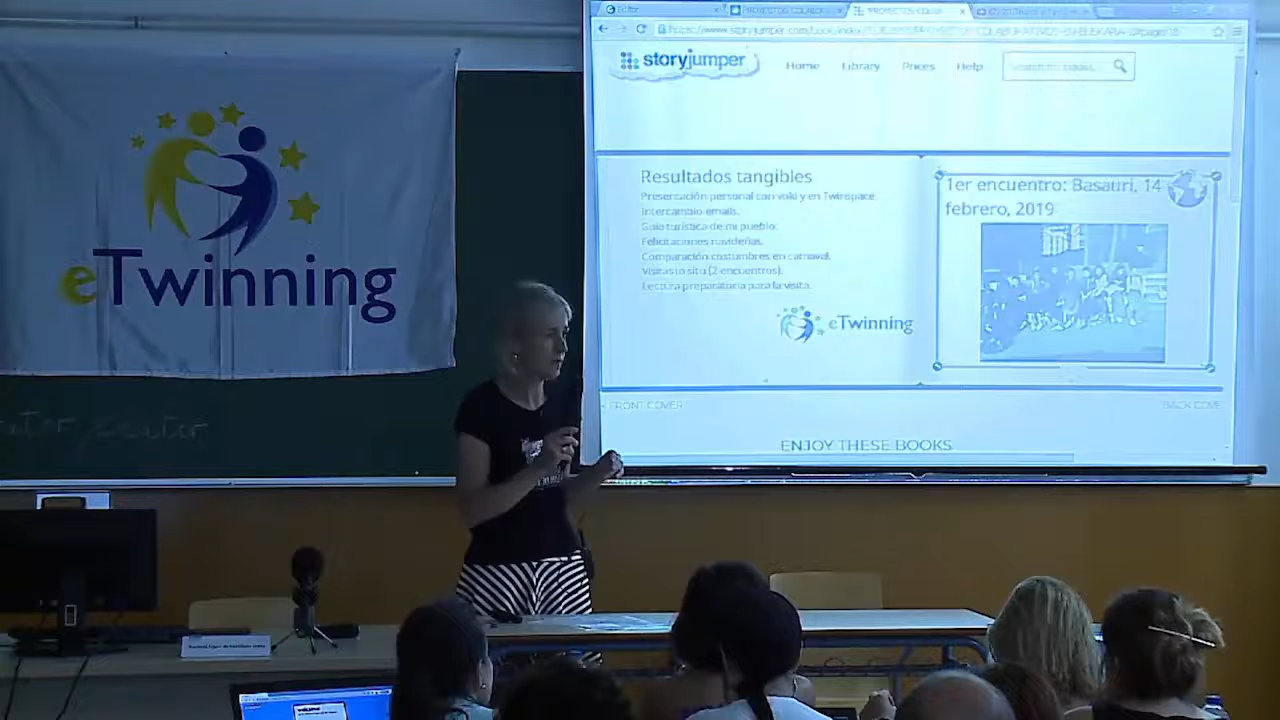 eTwinning
storyjumper
Home Library Prices Help
Resultados tangibles
Presentación personal con voki y en Twinspace.
Intercambio emails.
Guía turística de mi pueblo.
Felicitaciones navideñas.
Comparación costumbres en carnaval.
Visitas in situ (2 encuentros).
Lectura preparatoria para la visita.
eTwinning
1er encuentro: Basauri, 14
febrero, 2019
FRONT COVER
BACK COVE
ENJOY THESE BOOKS